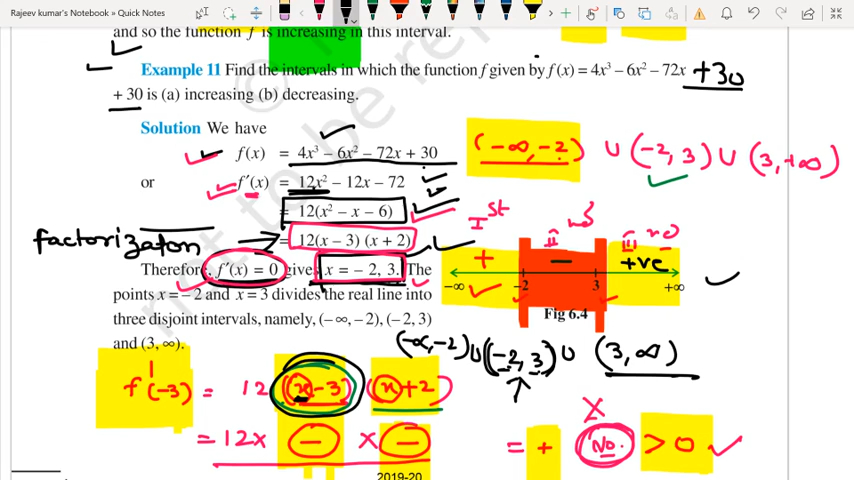 Rajeev kumar's Notebook » Quick Notes
and so the function f is increasing in this interval.
Example 11 Find the intervals in which the function f given by f(x) = 4x³ – 6x² – 72x +30
+ 30 is (a) increasing (b) decreasing.
Solution We have
f(x) = 4x³ – 6x² – 72x + 30
(-∞, -2) ∪ (-2, 3) ∪ (3, +∞)
or f′(x) = 12x² – 12x – 72
= 12(x² – x – 6)
Ist IInd IIIrd
factorizaton = 12(x – 3) (x + 2)
+ − +ve
Therefore, f′(x) = 0 gives x = – 2, 3. The
–∞ –2 3 +∞
points x = – 2 and x = 3 divides the real line into
Fig 6.4
three disjoint intervals, namely, (– ∞, – 2), (– 2, 3)
and (3, ∞).
(-∞, -2) ∪ (-2, 3) ∪ (3, ∞)
f'(-3) = 12 (x-3) (x+2)
= 12x − x − = + No. > 0
2019-20